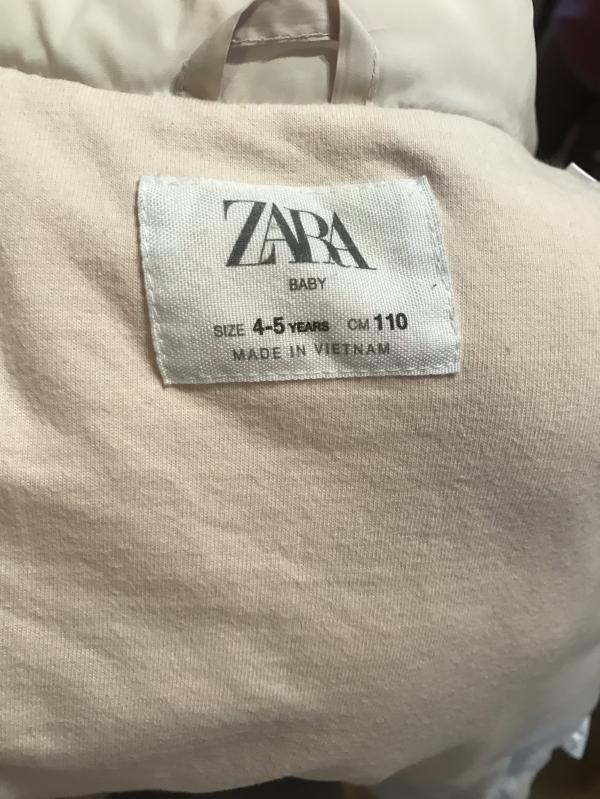 ZARA
BABY
SIZE 4-5 YEARS CM 110
MADE IN VIETNAM